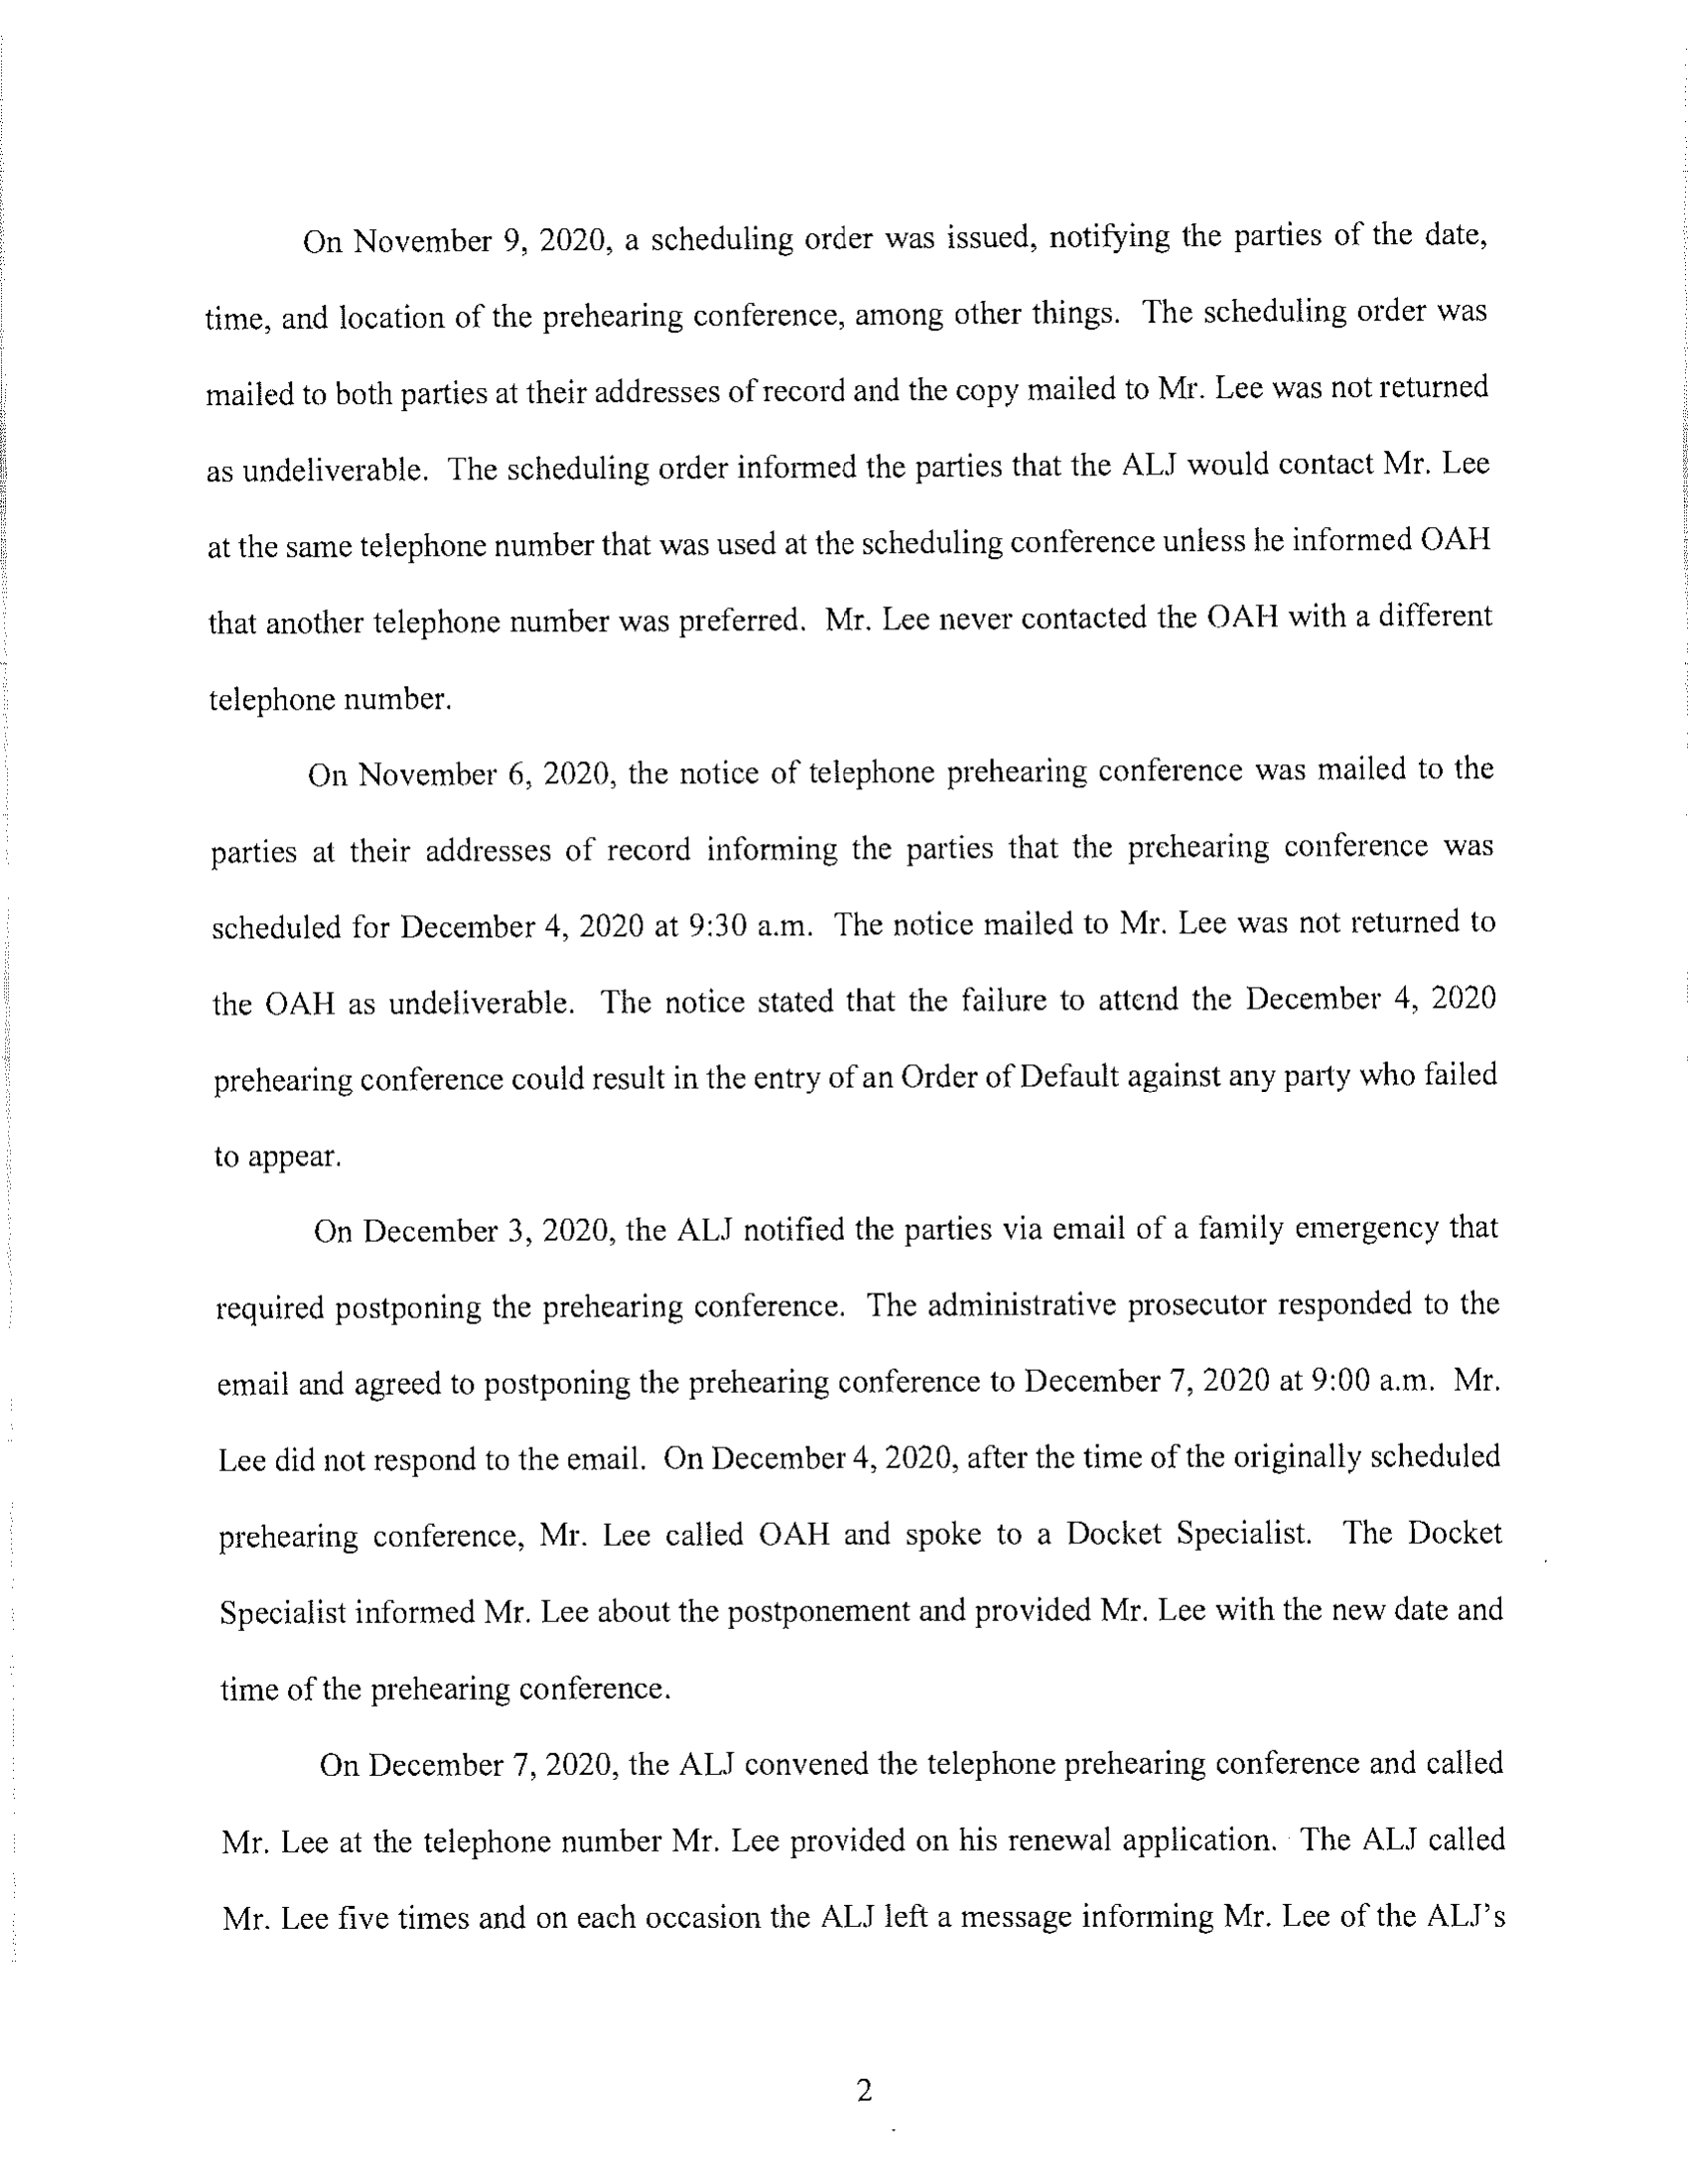 On November 9, 2020, a scheduling order was issued, notifying the parties of the date,
time, and location of the prehearing conference, among other things. The scheduling order was
mailed to both parties at their addresses of record and the copy mailed to Mr. Lee was not returned
as undeliverable. The scheduling order informed the parties that the ALJ would contact Mr. Lee
at the same telephone number that was used at the scheduling conference unless he informed OAH
that another telephone number was preferred. Mr. Lee never contacted the OAH with a different
telephone number.
On November 6, 2020, the notice of telephone prehearing conference was mailed to the
parties at their addresses of record informing the parties that the prehearing conference was
scheduled for December 4, 2020 at 9:30 a.m. The notice mailed to Mr. Lee was not returned to
the OAH as undeliverable. The notice stated that the failure to attend the December 4, 2020
prehearing conference could result in the entry of an Order of Default against any party who failed
to appear.
On December 3, 2020, the ALJ notified the parties via email of a family emergency that
required postponing the prehearing conference. The administrative prosecutor responded to the
email and agreed to postponing the prehearing conference to December 7, 2020 at 9:00 a.m. Mr.
Lee did not respond to the email. On December 4, 2020, after the time of the originally scheduled
prehearing conference, Mr. Lee called OAH and spoke to a Docket Specialist. The Docket
Specialist informed Mr. Lee about the postponement and provided Mr. Lee with the new date and
time of the prehearing conference.
On December 7, 2020, the ALJ convened the telephone prehearing conference and called
Mr. Lee at the telephone number Mr. Lee provided on his renewal application. The ALJ called
Mr. Lee five times and on each occasion the ALJ left a message informing Mr. Lee of the ALJ's
2